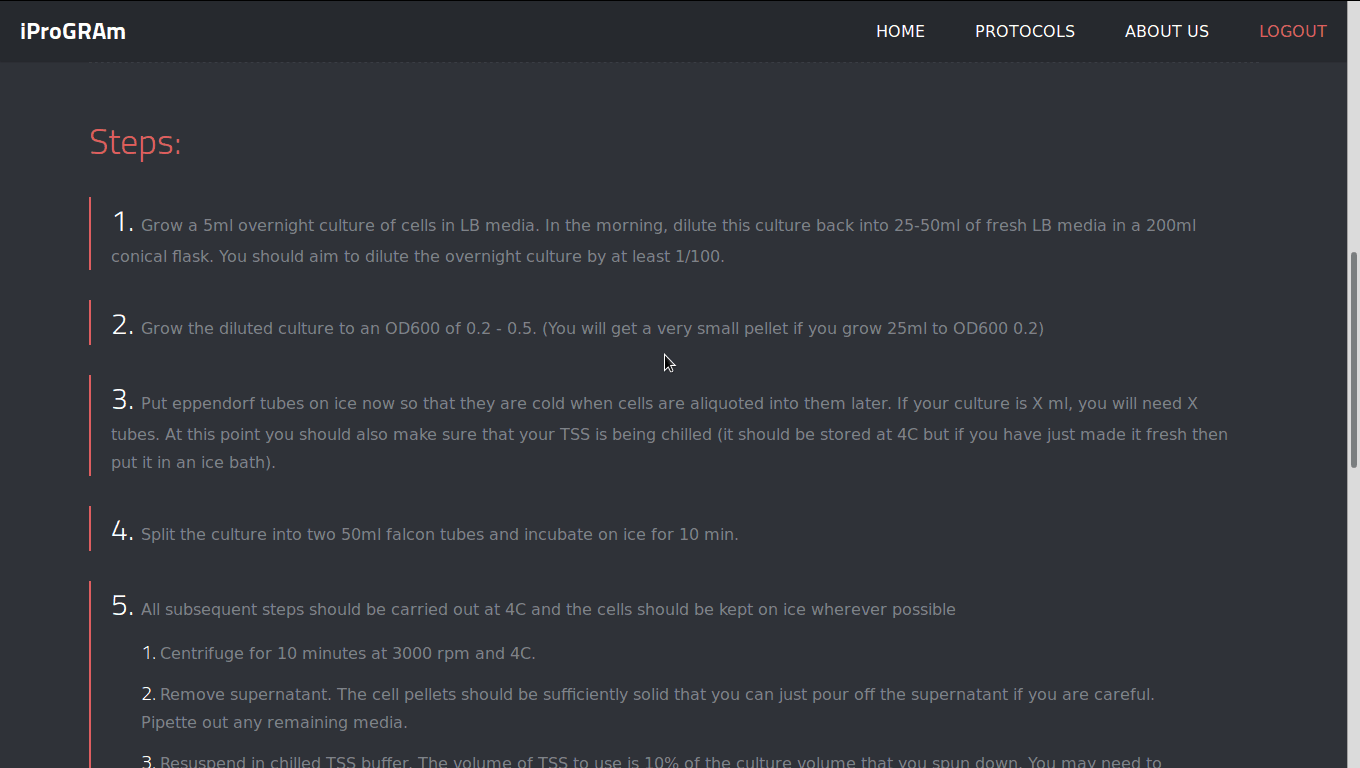 iProGRAm HOME PROTOCOLS ABOUT US LOGOUT
Steps:
1. Grow a 5ml overnight culture of cells in LB media. In the morning, dilute this culture back into 25-50ml of fresh LB media in a 200ml
conical flask. You should aim to dilute the overnight culture by at least 1/100.
2. Grow the diluted culture to an OD600 of 0.2 - 0.5. (You will get a very small pellet if you grow 25ml to OD600 0.2)
3. Put eppendorf tubes on ice now so that they are cold when cells are aliquoted into them later. If your culture is X ml, you will need X
tubes. At this point you should also make sure that your TSS is being chilled (it should be stored at 4C but if you have just made it fresh then
put it in an ice bath).
4. Split the culture into two 50ml falcon tubes and incubate on ice for 10 min.
5. All subsequent steps should be carried out at 4C and the cells should be kept on ice wherever possible
1. Centrifuge for 10 minutes at 3000 rpm and 4C.
2. Remove supernatant. The cell pellets should be sufficiently solid that you can just pour off the supernatant if you are careful.
Pipette out any remaining media.
3. Resuspend in chilled TSS buffer. The volume of TSS to use is 10% of the culture volume that you spun down. You may need to